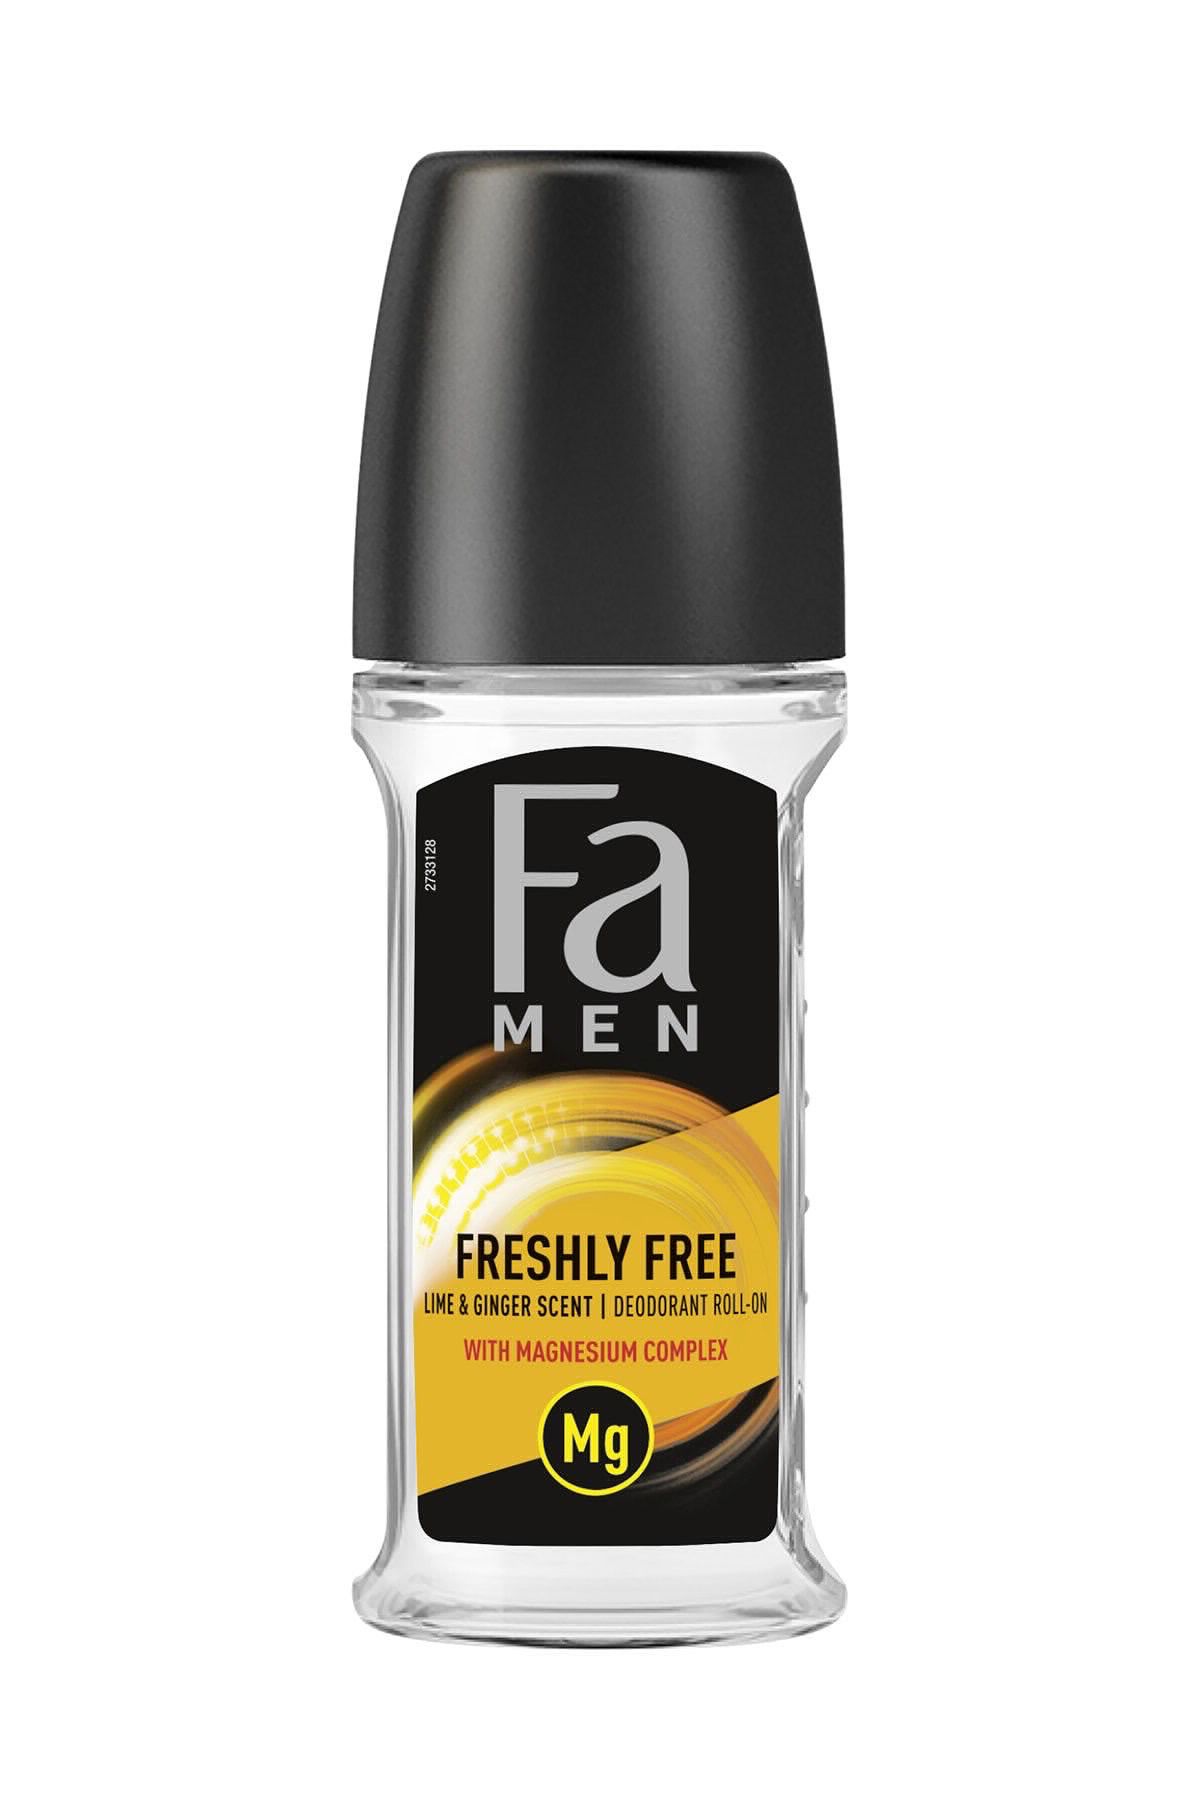 Fa
MEN
2733128
FRESHLY FREE
LIME & GINGER SCENT | DEODORANT ROLL-ON
WITH MAGNESIUM COMPLEX
Mg